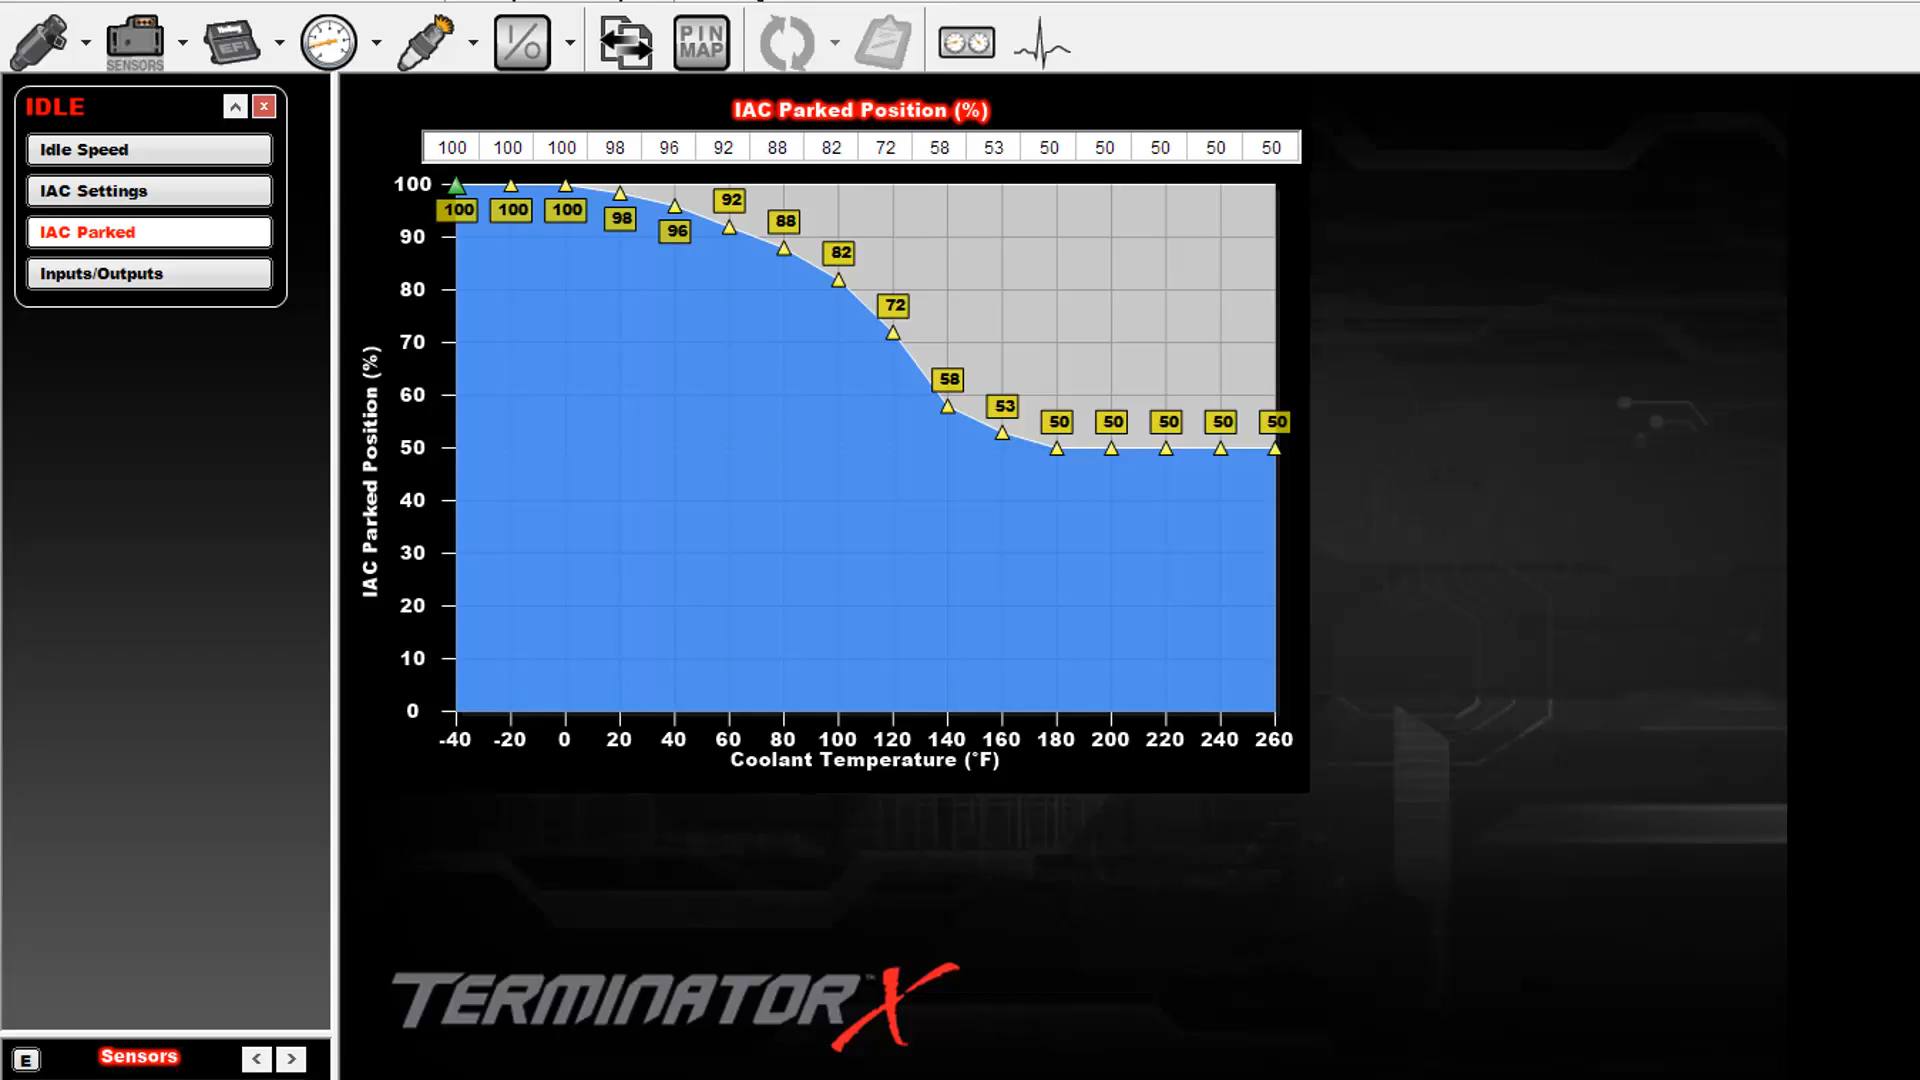 SENSORS
Holley
EFI
I/O
PIN
MAP
IDLE
Idle Speed
IAC Settings
IAC Parked
Inputs/Outputs
IAC Parked Position (%)
100 100 100 98 96 92 88 82 72 58 53 50 50 50 50 50
100
90
80
70
60
50
40
30
20
10
0
IAC Parked Position (%)
100 100 100 98 96 92 88 82 72 58 53 50 50 50 50 50
-40 -20 0 20 40 60 80 100 120 140 160 180 200 220 240 260
Coolant Temperature (°F)
TERMINATOR™ X
E
Sensors
< >